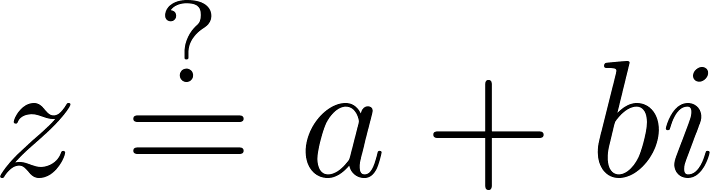 z ≟ a + bi